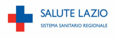 SALUTE LAZIO
SISTEMA SANITARIO REGIONALE